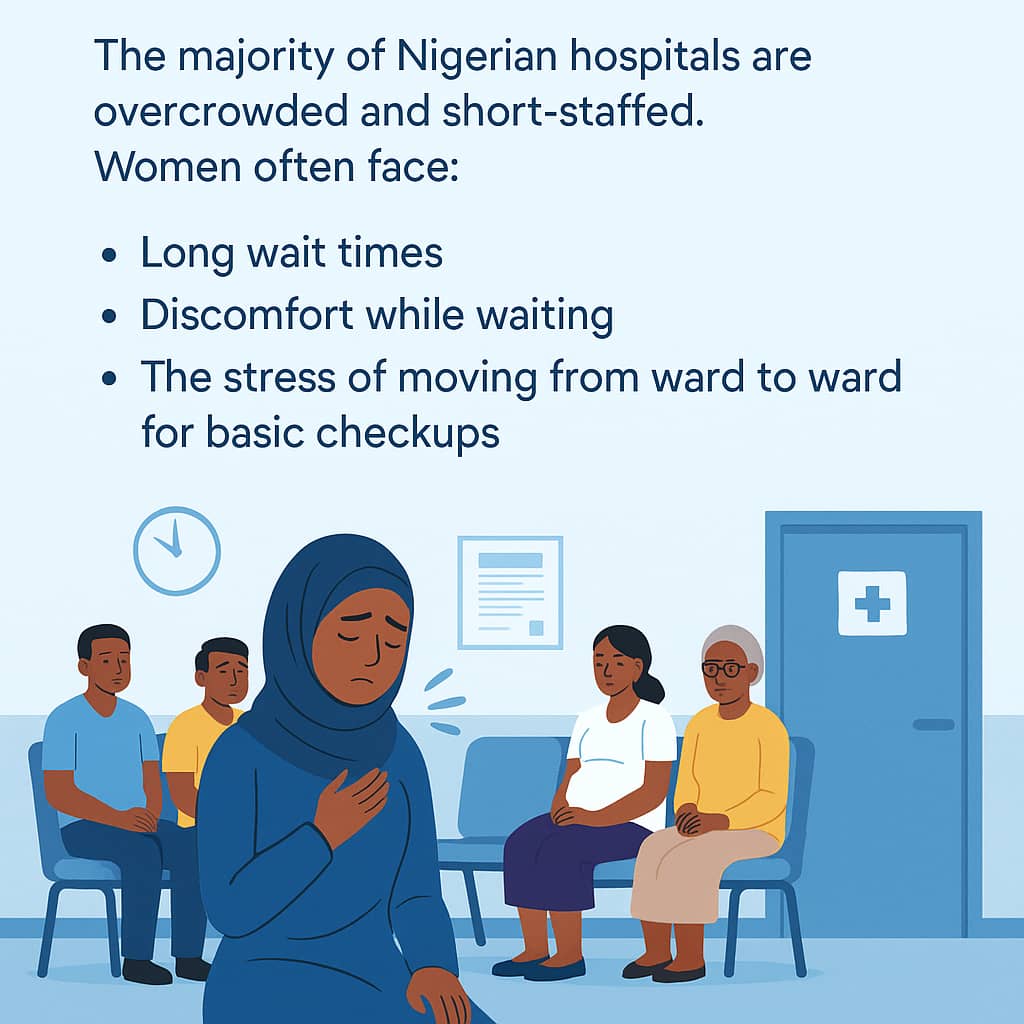 The majority of Nigerian hospitals are
overcrowded and short-staffed.
Women often face:
• Long wait times
• Discomfort while waiting
• The stress of moving from ward to ward
for basic checkups